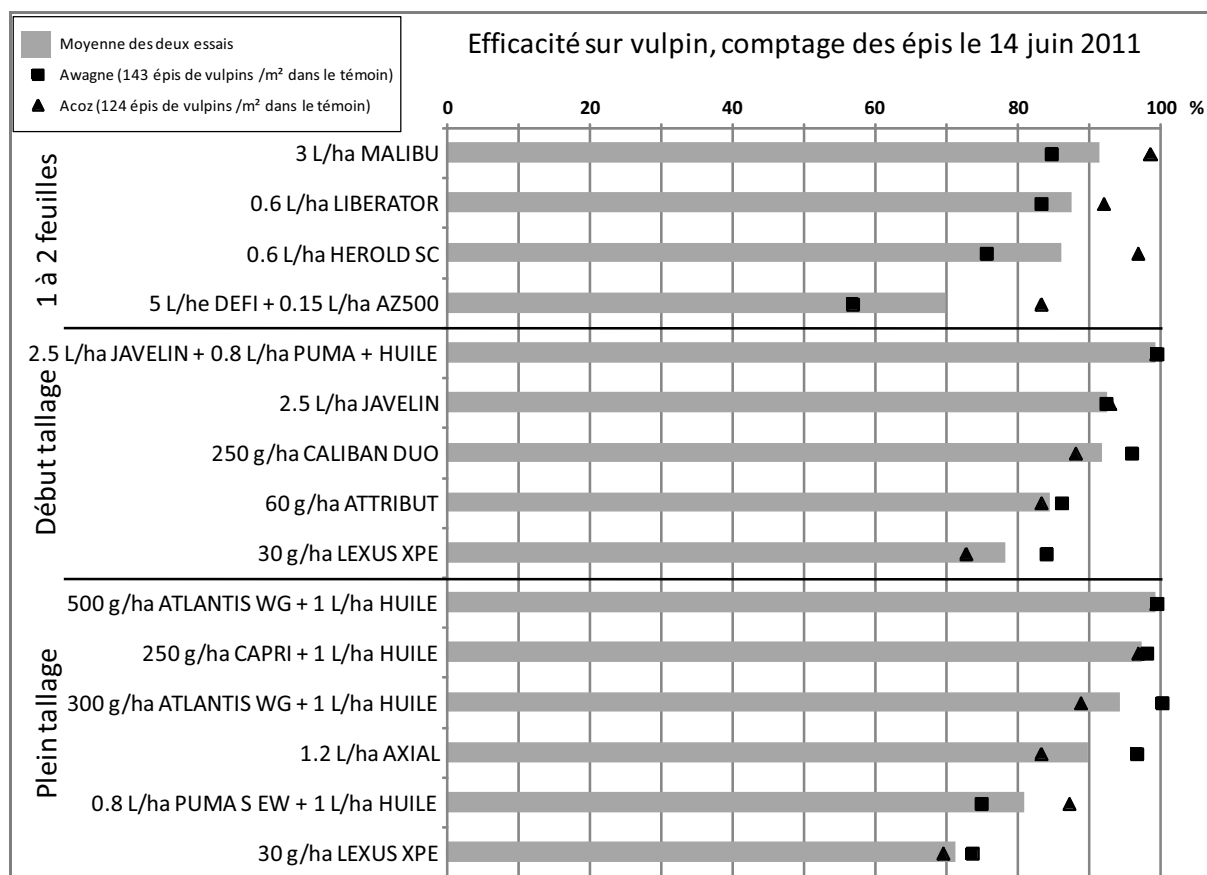 Moyenne des deux essais
Awagne (143 épis de vulpins /m² dans le témoin)
Acoz (124 épis de vulpins /m² dans le témoin)
Efficacité sur vulpin, comptage des épis le 14 juin 2011
0 20 40 60 80 100 %
1 à 2 feuilles
3 L/ha MALIBU
0.6 L/ha LIBERATOR
0.6 L/ha HEROLD SC
5 L/he DEFI + 0.15 L/ha AZ500
Début tallage
2.5 L/ha JAVELIN + 0.8 L/ha PUMA + HUILE
2.5 L/ha JAVELIN
250 g/ha CALIBAN DUO
60 g/ha ATTRIBUT
30 g/ha LEXUS XPE
Plein tallage
500 g/ha ATLANTIS WG + 1 L/ha HUILE
250 g/ha CAPRI + 1 L/ha HUILE
300 g/ha ATLANTIS WG + 1 L/ha HUILE
1.2 L/ha AXIAL
0.8 L/ha PUMA S EW + 1 L/ha HUILE
30 g/ha LEXUS XPE